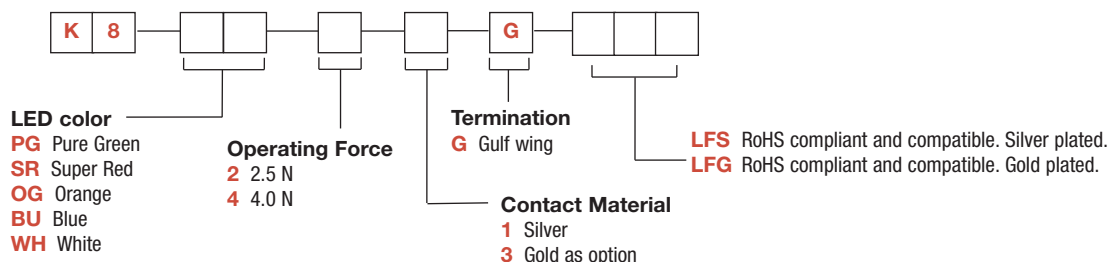 K 8 G
LED color
PG Pure Green
SR Super Red
OG Orange
BU Blue
WH White
Operating Force
2 2.5 N
4 4.0 N
Termination
G Gulf wing
Contact Material
1 Silver
3 Gold as option
LFS RoHS compliant and compatible. Silver plated.
LFG RoHS compliant and compatible. Gold plated.